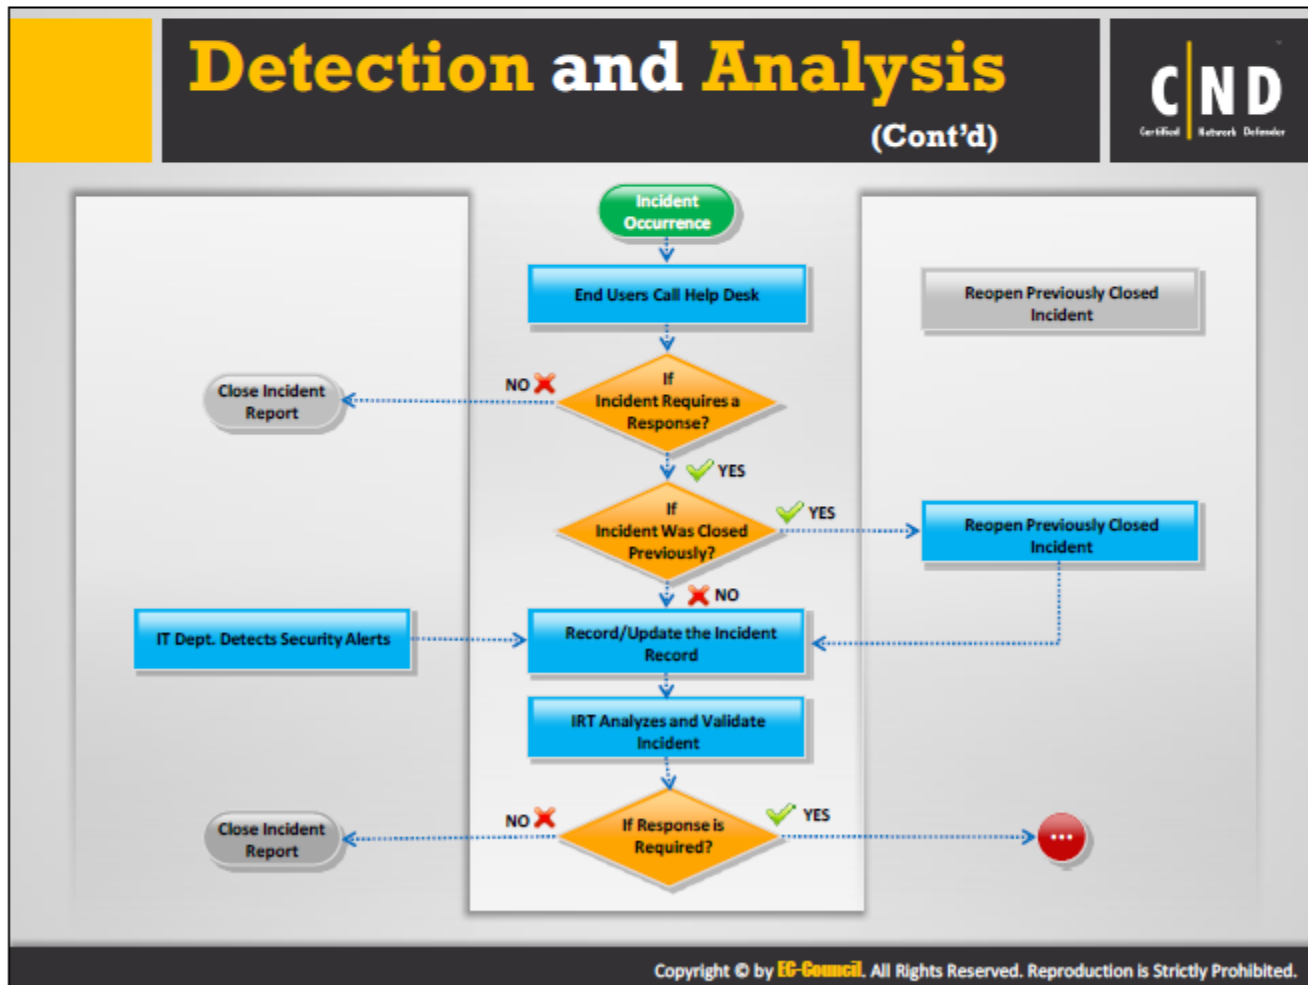 Detection and Analysis
(Cont'd)
C|ND
Certified Network Defender
Incident
Occurrence
End Users Call Help Desk
Reopen Previously Closed
Incident
If
Incident Requires a
Response?
NO
Close Incident
Report
YES
If
Incident Was Closed
Previously?
YES
Reopen Previously Closed
Incident
NO
IT Dept. Detects Security Alerts
Record/Update the Incident
Record
IRT Analyzes and Validate
Incident
If Response is
Required?
NO
Close Incident
Report
YES
...
Copyright © by EC-Council. All Rights Reserved. Reproduction is Strictly Prohibited.